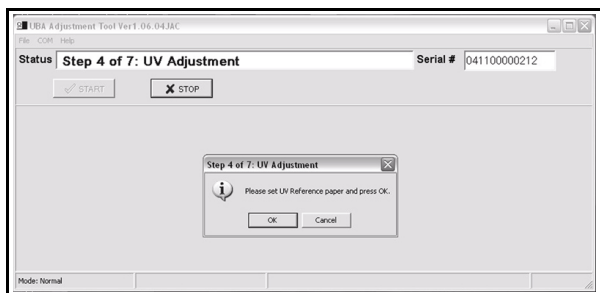 UBA Adjustment Tool Ver1.06.04JAC
File COM Help
Status Step 4 of 7: UV Adjustment Serial # 041100000212
START STOP
Step 4 of 7: UV Adjustment
Please set UV Reference paper and press OK.
OK Cancel
Mode: Normal